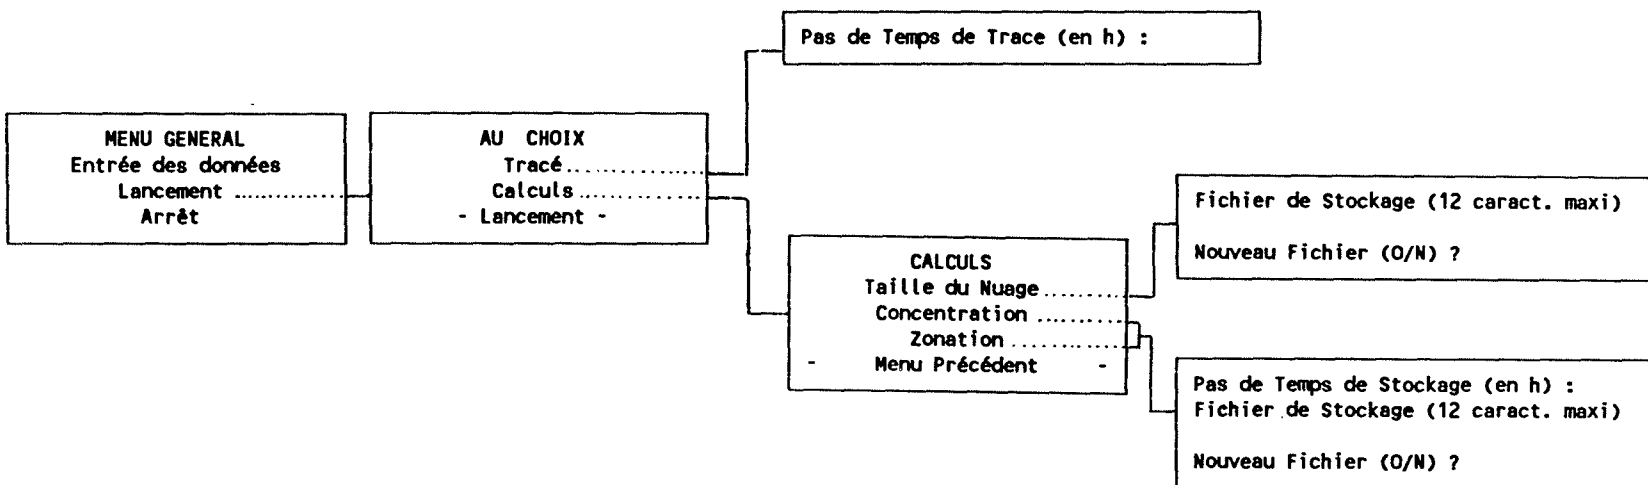 Pas de Temps de Trace (en h) :
MENU GENERAL
Entrée des données
Lancement ..............
Arrêt
AU CHOIX
Tracé..................
Calculs................
- Lancement -
CALCULS
Taille du Nuage..........
Concentration ...........
Zonation ..............
- Menu Précédent -
Fichier de Stockage (12 caract. maxi)
Nouveau Fichier (O/N) ?
Pas de Temps de Stockage (en h) :
Fichier de Stockage (12 caract. maxi)
Nouveau Fichier (O/N) ?